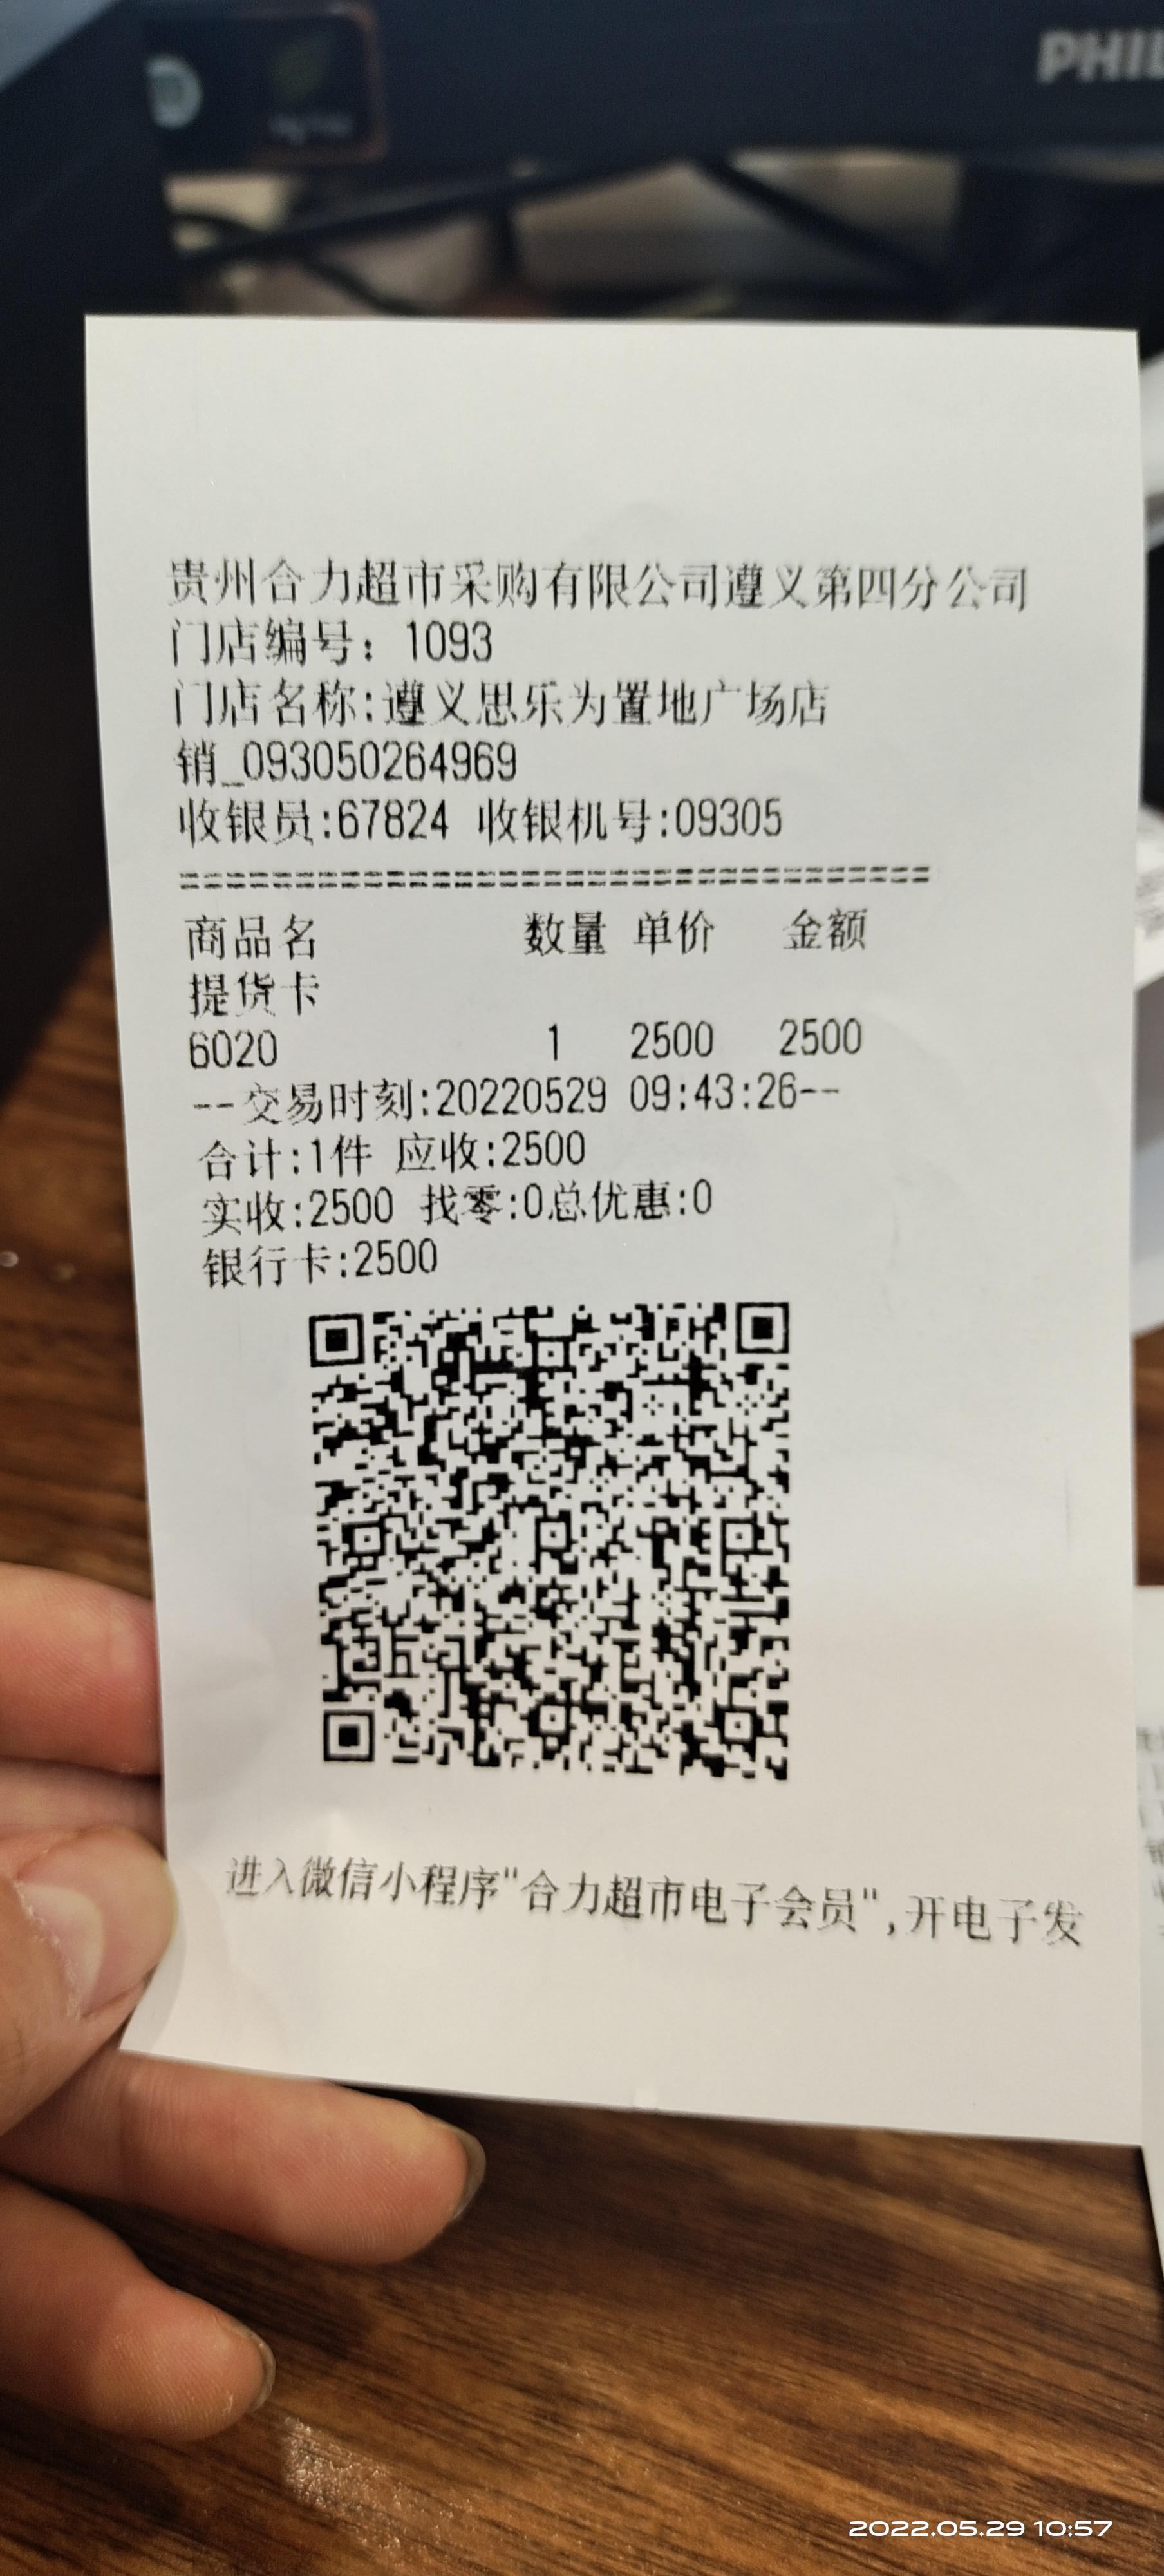 PHIL
贵州合力超市采购有限公司遵义第四分公司
门店编号：1093
门店名称:遵义思乐为置地广场店
销_093050264969
收银员:67824 收银机号:09305
================================
商品名 数量 单价 金额
提货卡
6020 1 2500 2500
--交易时刻:20220529 09:43:26--
合计:1件 应收:2500
实收:2500 找零:0总优惠:0
银行卡:2500
进入微信小程序"合力超市电子会员",开电子发
2022.05.29 10:57